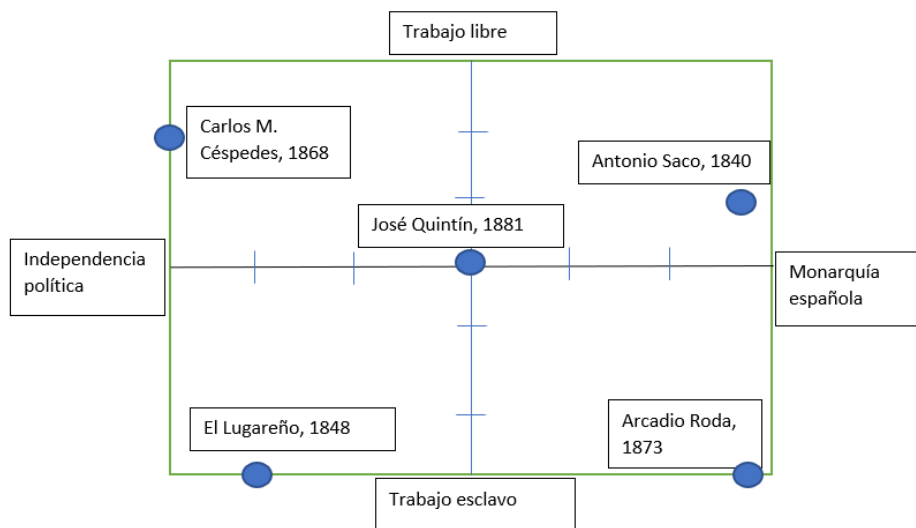 Trabajo libre
Carlos M.
Céspedes, 1868
Antonio Saco, 1840
José Quintín, 1881
Independencia
política
Monarquía
española
El Lugareño, 1848
Arcadio Roda,
1873
Trabajo esclavo